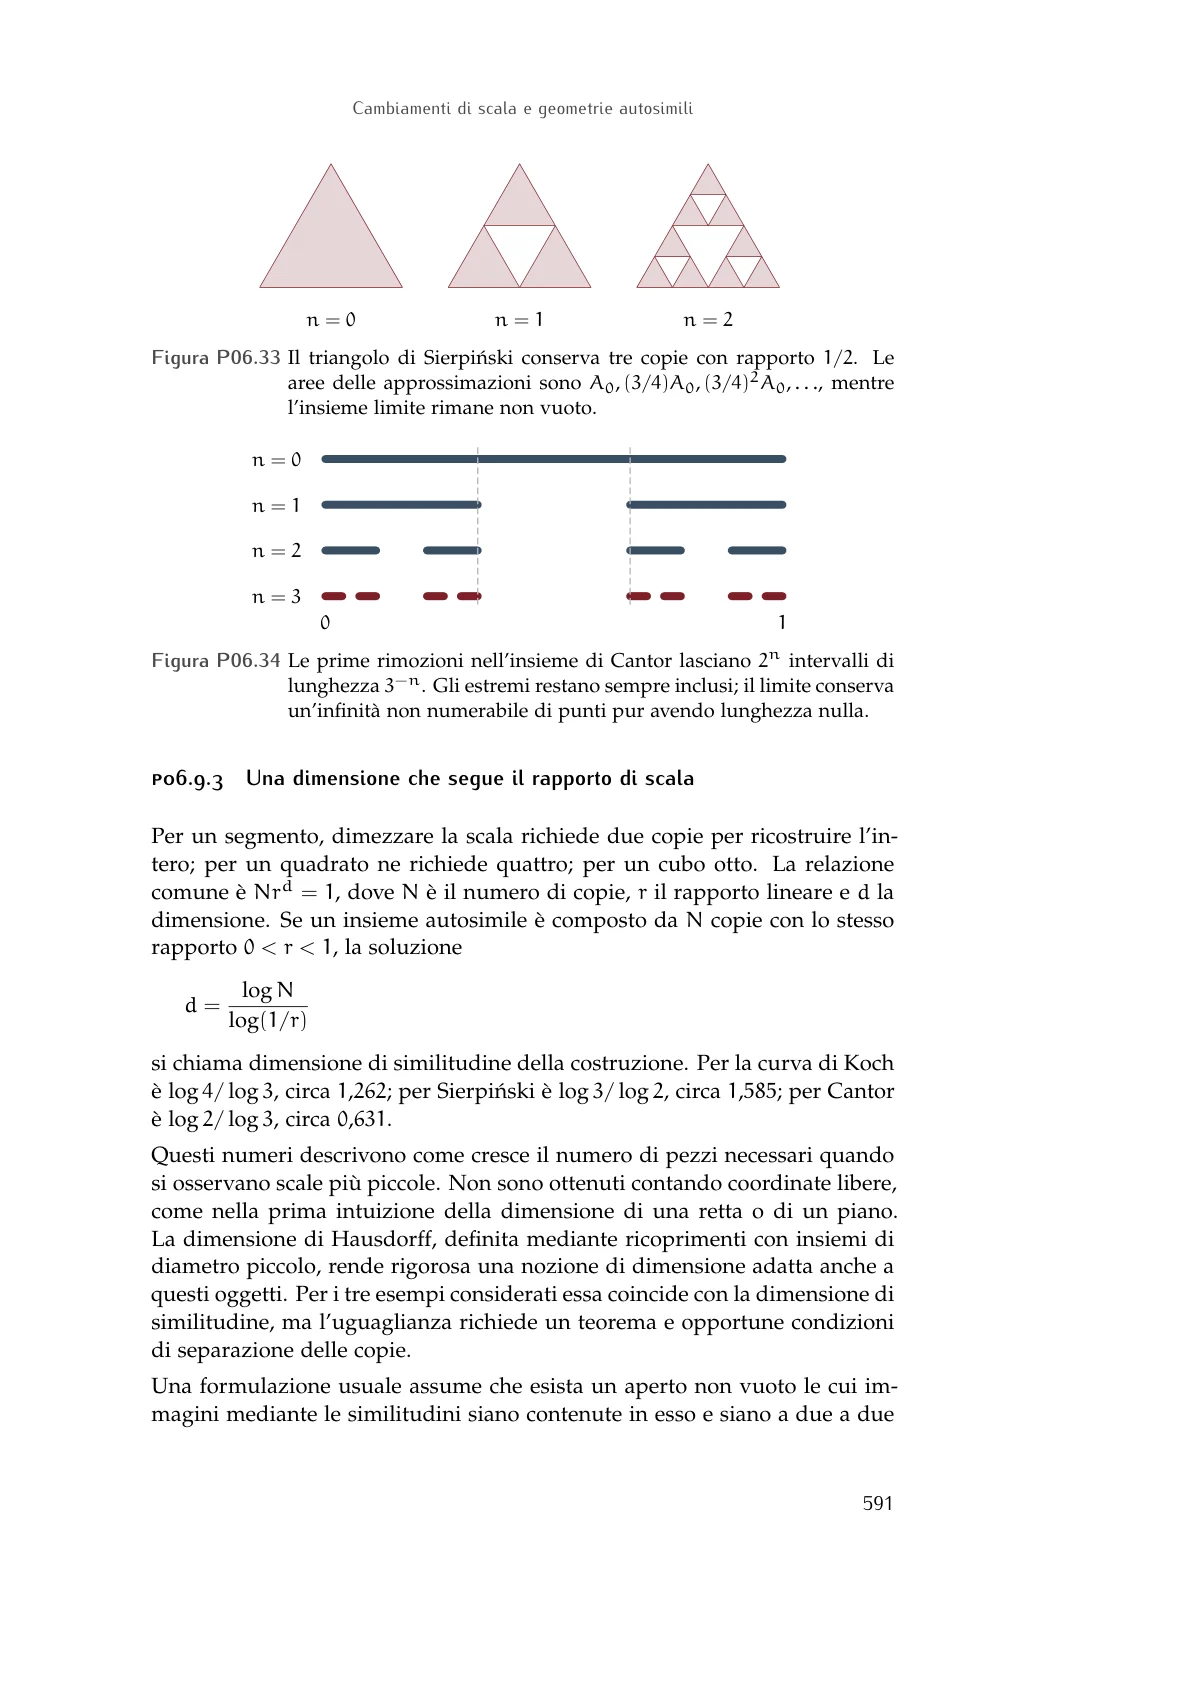 Cambiamenti di scala e geometrie autosimili
n = 0 n = 1 n = 2
Figura P06.33 Il triangolo di Sierpiński conserva tre copie con rapporto 1/2. Le
aree delle approssimazioni sono A₀, (3/4)A₀, (3/4)²A₀, . . ., mentre
l'insieme limite rimane non vuoto.
n = 0
n = 1
n = 2
n = 3
0 1
Figura P06.34 Le prime rimozioni nell'insieme di Cantor lasciano 2ⁿ intervalli di
lunghezza 3⁻ⁿ. Gli estremi restano sempre inclusi; il limite conserva
un'infinità non numerabile di punti pur avendo lunghezza nulla.
P06.9.3 Una dimensione che segue il rapporto di scala
Per un segmento, dimezzare la scala richiede due copie per ricostruire l'in-
tero; per un quadrato ne richiede quattro; per un cubo otto. La relazione
comune è Nrᵈ = 1, dove N è il numero di copie, r il rapporto lineare e d la
dimensione. Se un insieme autosimile è composto da N copie con lo stesso
rapporto 0 < r < 1, la soluzione
d = log N / log(1/r)
si chiama dimensione di similitudine della costruzione. Per la curva di Koch
è log 4/ log 3, circa 1,262; per Sierpiński è log 3/ log 2, circa 1,585; per Cantor
è log 2/ log 3, circa 0,631.
Questi numeri descrivono come cresce il numero di pezzi necessari quando
si osservano scale più piccole. Non sono ottenuti contando coordinate libere,
come nella prima intuizione della dimensione di una retta o di un piano.
La dimensione di Hausdorff, definita mediante ricoprimenti con insiemi di
diametro piccolo, rende rigorosa una nozione di dimensione adatta anche a
questi oggetti. Per i tre esempi considerati essa coincide con la dimensione di
similitudine, ma l'uguaglianza richiede un teorema e opportune condizioni
di separazione delle copie.
Una formulazione usuale assume che esista un aperto non vuoto le cui im-
magini mediante le similitudini siano contenute in esso e siano a due a due
591